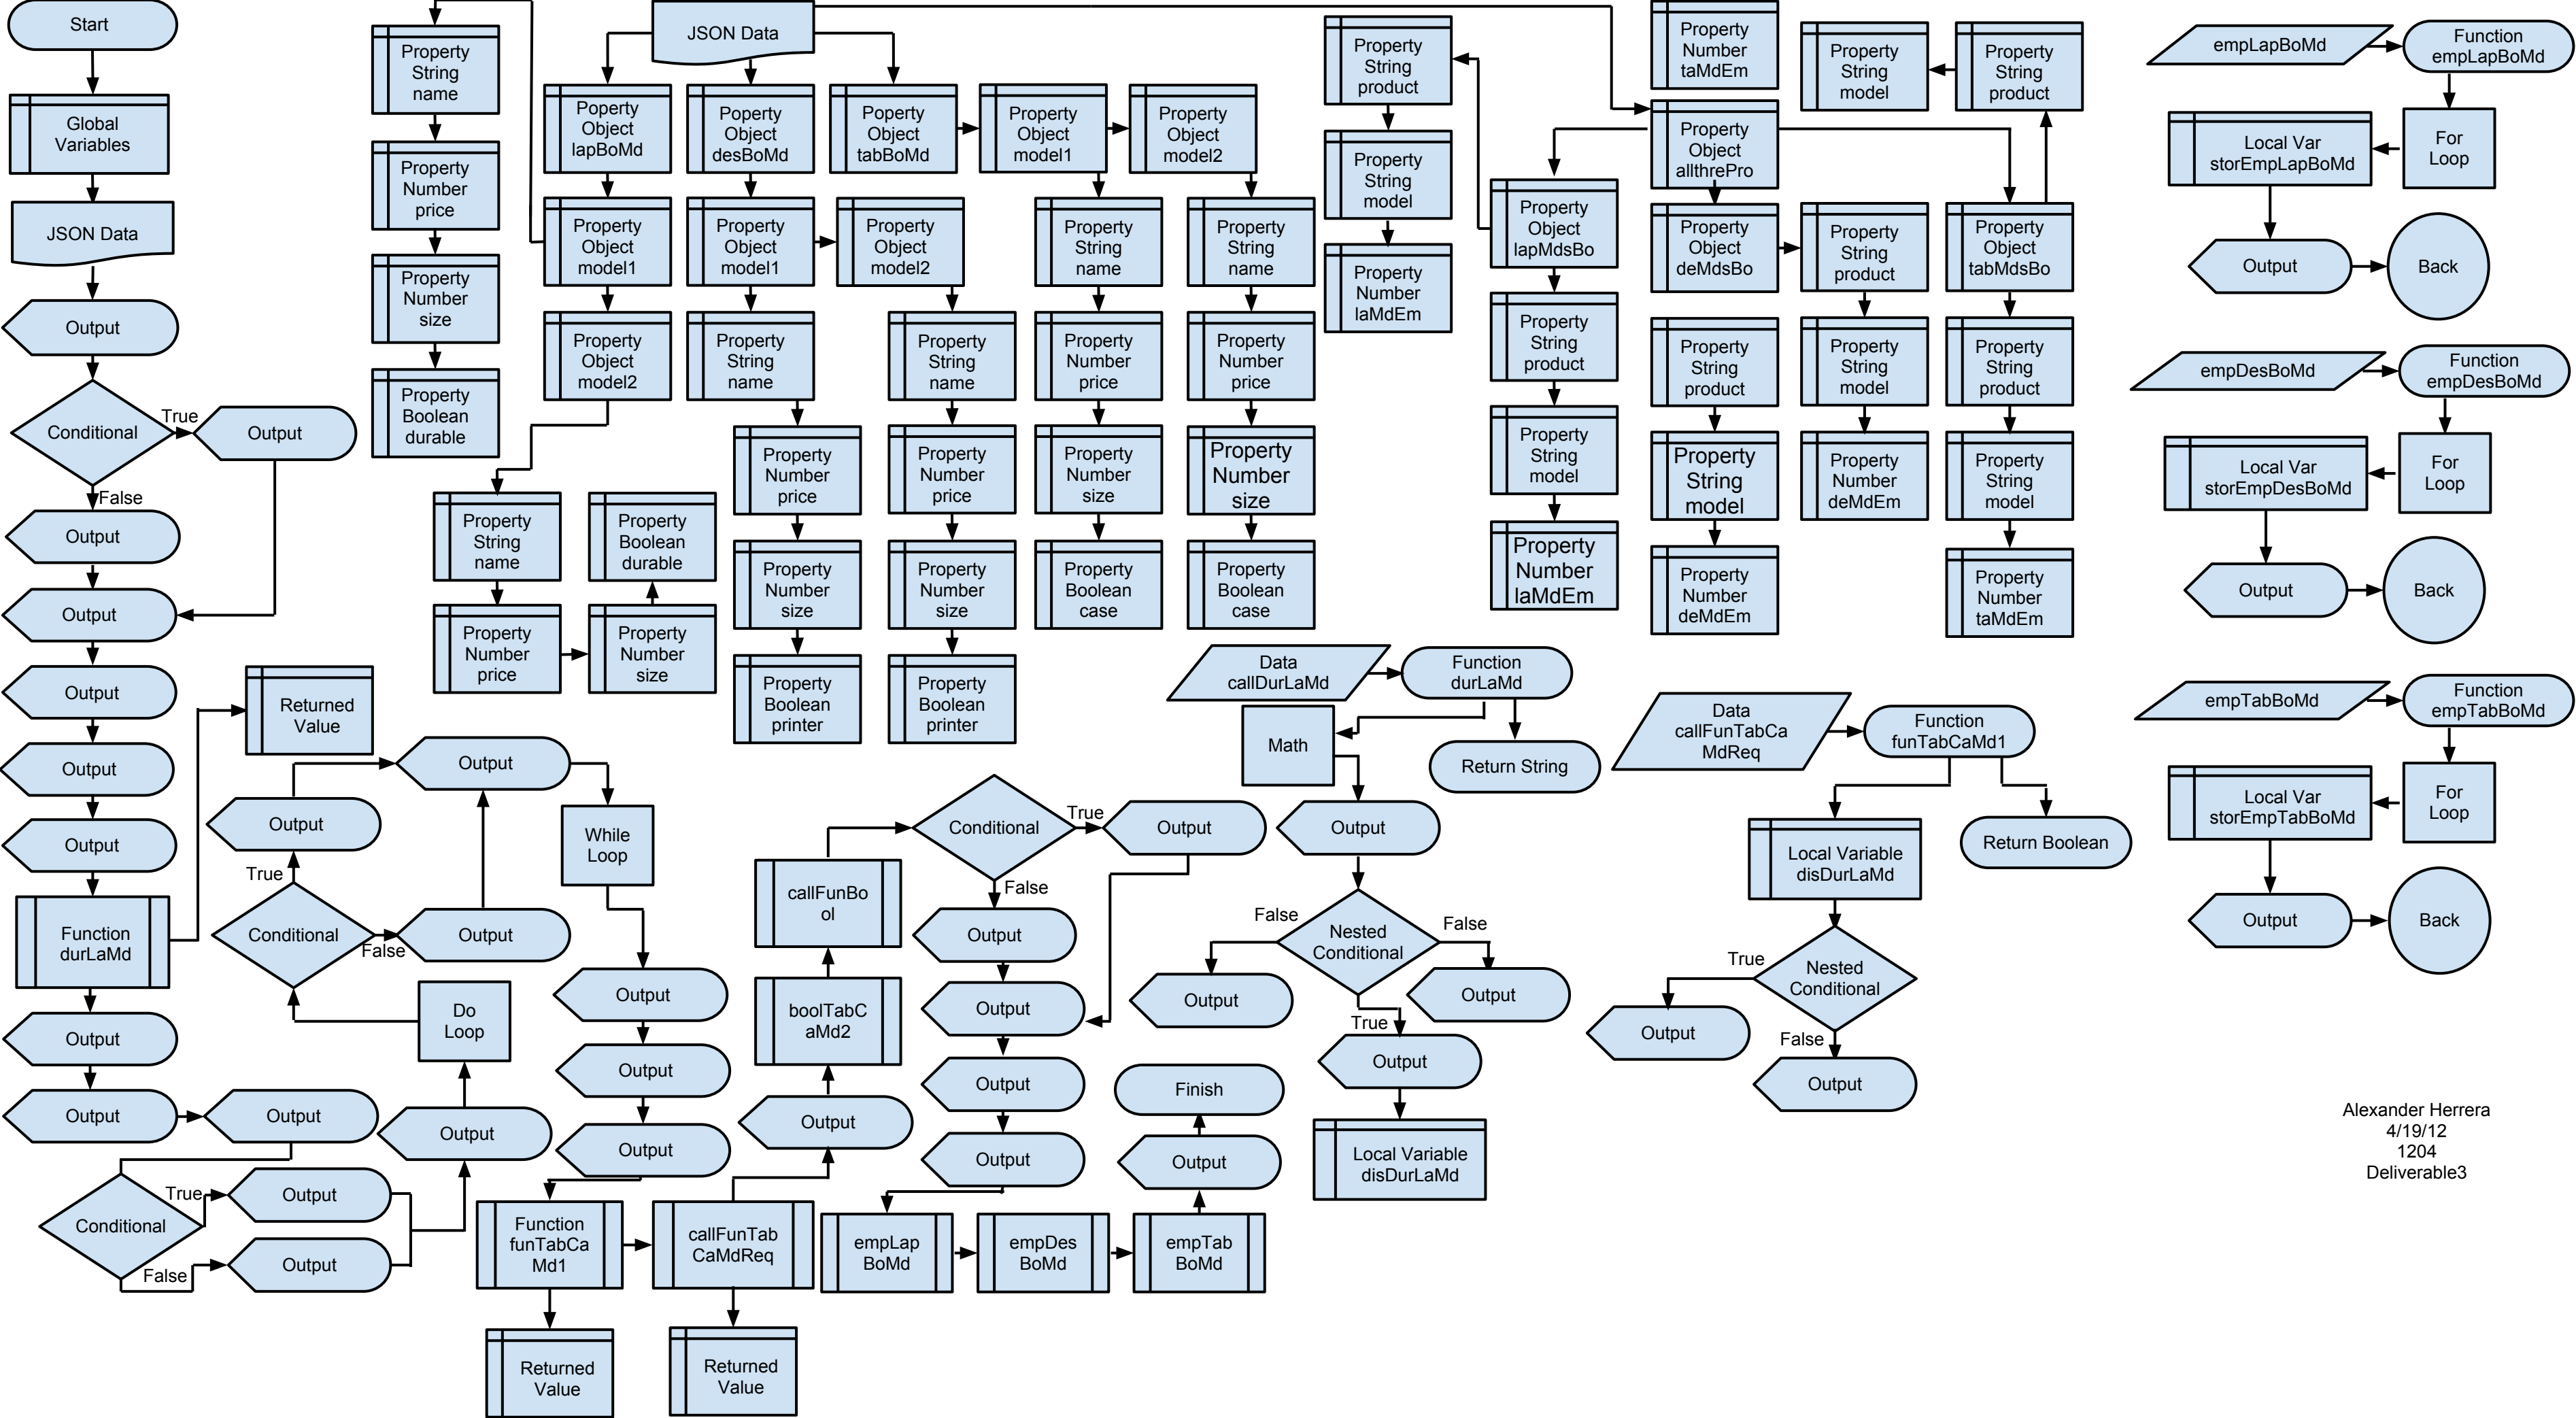 Start
Global
Variables
JSON Data
Output
Conditional
True
Output
False
Output
Output
Output
Output
Output
Function
durLaMd
Returned
Value
Output
Output
Output
Conditional
True
Output
False
Output
Output
Do
Loop
Conditional
True
Output
False
Output
Output
While
Loop
Output
Output
Output
Function
funTabCa
Md1
Returned
Value
callFunTab
CaMdReq
Returned
Value
Output
boolTabC
aMd2
callFunBo
ol
Conditional
True
Output
False
Output
Output
Output
Output
empLap
BoMd
empDes
BoMd
empTab
BoMd
Output
Finish
JSON Data
Poperty
Object
lapBoMd
Property
Object
model1
Property
String
name
Property
Number
price
Property
Number
size
Property
Boolean
durable
Property
Object
model2
Property
String
name
Property
Number
price
Property
Number
size
Property
Boolean
durable
Poperty
Object
desBoMd
Property
Object
model1
Property
String
name
Property
Number
price
Property
Number
size
Property
Boolean
printer
Property
Object
model2
Property
String
name
Property
Number
price
Property
Number
size
Property
Boolean
printer
Poperty
Object
tabBoMd
Property
Object
model1
Property
String
name
Property
Number
price
Property
Number
size
Property
Boolean
case
Property
Object
model2
Property
String
name
Property
Number
price
Property
Number
size
Property
Boolean
case
Property
Object
allthrePro
Property
Object
lapMdsBo
Property
String
product
Property
String
model
Property
Number
laMdEm
Property
String
product
Property
String
model
Property
Number
laMdEm
Property
Object
deMdsBo
Property
String
product
Property
String
model
Property
Number
deMdEm
Property
String
product
Property
String
model
Property
Number
deMdEm
Property
Object
tabMdsBo
Property
String
product
Property
String
model
Property
Number
taMdEm
Property
String
product
Property
String
model
Property
Number
taMdEm
Data
callDurLaMd
Function
durLaMd
Return String
Math
Output
Nested
Conditional
False
Output
False
Output
True
Output
Local Variable
disDurLaMd
Data
callFunTabCa
MdReq
Function
funTabCaMd1
Return Boolean
Local Variable
disDurLaMd
Nested
Conditional
True
Output
False
Output
empLapBoMd
Function
empLapBoMd
For
Loop
Local Var
storEmpLapBoMd
Output
Back
empDesBoMd
Function
empDesBoMd
For
Loop
Local Var
storEmpDesBoMd
Output
Back
empTabBoMd
Function
empTabBoMd
For
Loop
Local Var
storEmpTabBoMd
Output
Back
Alexander Herrera
4/19/12
1204
Deliverable3